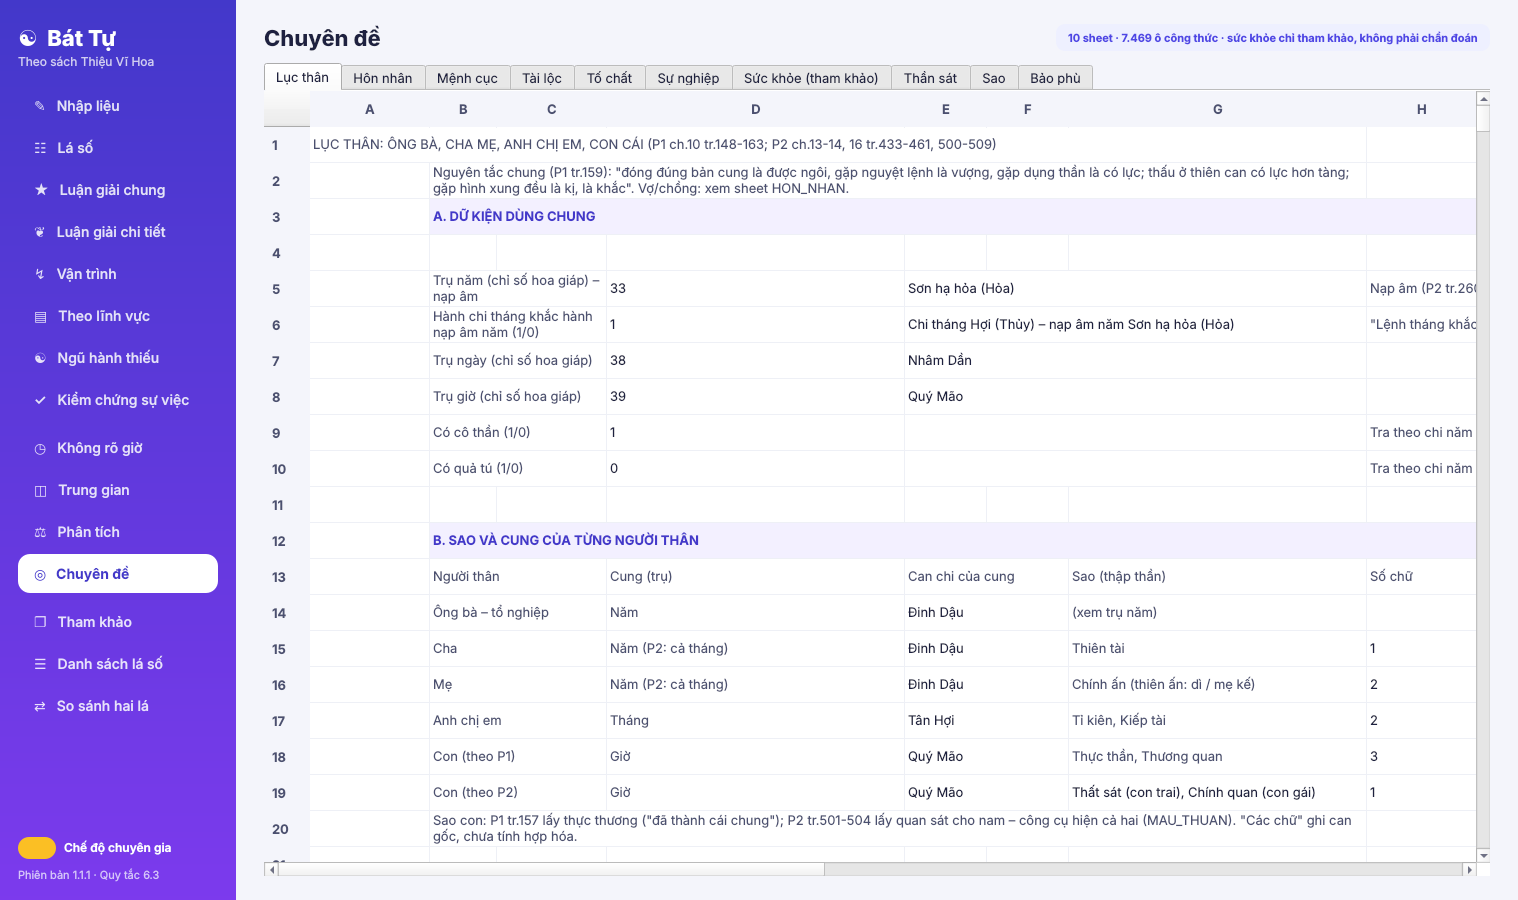 Bát Tự
Theo sách Thiệu Vĩ Hoa
Nhập liệu
Lá số
Luận giải chung
Luận giải chi tiết
Vận trình
Theo lĩnh vực
Ngũ hành thiếu
Kiểm chứng sự việc
Không rõ giờ
Trung gian
Phân tích
Chuyên đề
Tham khảo
Danh sách lá số
So sánh hai lá
Chế độ chuyên gia
Phiên bản 1.1.1 · Quy tắc 6.3
Chuyên đề
10 sheet · 7.469 ô công thức · sức khỏe chỉ tham khảo, không phải chẩn đoán
Lục thân Hôn nhân Mệnh cục Tài lộc Tố chất Sự nghiệp Sức khỏe (tham khảo) Thần sát Sao Bảo phù
A B C D E F G H
1 LỤC THÂN: ÔNG BÀ, CHA MẸ, ANH CHỊ EM, CON CÁI (P1 ch.10 tr.148-163; P2 ch.13-14, 16 tr.433-461, 500-509)
2 Nguyên tắc chung (P1 tr.159): "đóng đúng bản cung là được ngôi, gặp nguyệt lệnh là vượng, gặp dụng thần là có lực; thấu ở thiên can có lực hơn tàng;
gặp hình xung đều là kị, là khắc". Vợ/chồng: xem sheet HON_NHAN.
3 A. DỮ KIỆN DÙNG CHUNG
4
5 Trụ năm (chỉ số hoa giáp) – nạp âm 33 Sơn hạ hỏa (Hỏa) Nạp âm (P2 tr.260
6 Hành chi tháng khắc hành nạp âm năm (1/0) 1 Chi tháng Hợi (Thủy) – nạp âm năm Sơn hạ hỏa (Hỏa) "Lệnh tháng khắc
7 Trụ ngày (chỉ số hoa giáp) 38 Nhâm Dần
8 Trụ giờ (chỉ số hoa giáp) 39 Quý Mão
9 Có cô thần (1/0) 1 Tra theo chi năm
10 Có quả tú (1/0) 0 Tra theo chi năm
11
12 B. SAO VÀ CUNG CỦA TỪNG NGƯỜI THÂN
13 Người thân Cung (trụ) Can chi của cung Sao (thập thần) Số chữ
14 Ông bà – tổ nghiệp Năm Đinh Dậu (xem trụ năm)
15 Cha Năm (P2: cả tháng) Đinh Dậu Thiên tài 1
16 Mẹ Năm (P2: cả tháng) Đinh Dậu Chính ấn (thiên ấn: dì / mẹ kế) 2
17 Anh chị em Tháng Tân Hợi Tỉ kiên, Kiếp tài 2
18 Con (theo P1) Giờ Quý Mão Thực thần, Thương quan 3
19 Con (theo P2) Giờ Quý Mão Thất sát (con trai), Chính quan (con gái) 1
20 Sao con: P1 tr.157 lấy thực thương ("đã thành cái chung"); P2 tr.501-504 lấy quan sát cho nam – công cụ hiện cả hai (MAU_THUAN). "Các chữ" ghi can
gốc, chưa tính hợp hóa.